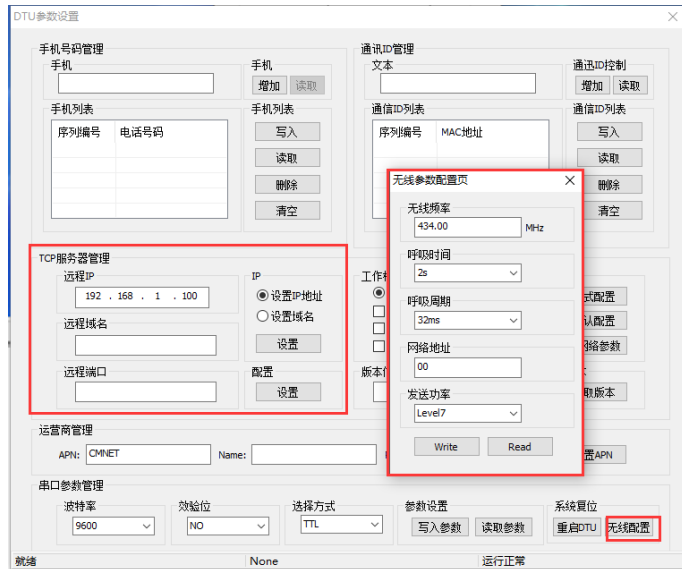 DTU参数设置
手机号码管理
手机
手机
增加 读取
手机列表
序列编号 电话号码
手机列表
写入
读取
删除
清空
通讯ID管理
文本
通迅ID控制
增加 读取
通信ID列表
序列编号 MAC地址
通信ID列表
写入
读取
删除
清空
TCP服务器管理
远程IP
192 . 168 . 1 . 100
远程域名
远程端口
IP
设置IP地址
设置域名
设置
配置
设置
工作
式配置
认配置
网络参数
版本
取版本
无线参数配置页
无线频率
434.00 MHz
呼吸时间
2s
呼吸周期
32ms
网络地址
00
发送功率
Level7
Write Read
运营商管理
APN: CMNET Name:
置APN
串口参数管理
波特率
9600
效验位
NO
选择方式
TTL
参数设置
写入参数 读取参数
系统复位
重启DTU 无线配置
就绪 None 运行正常